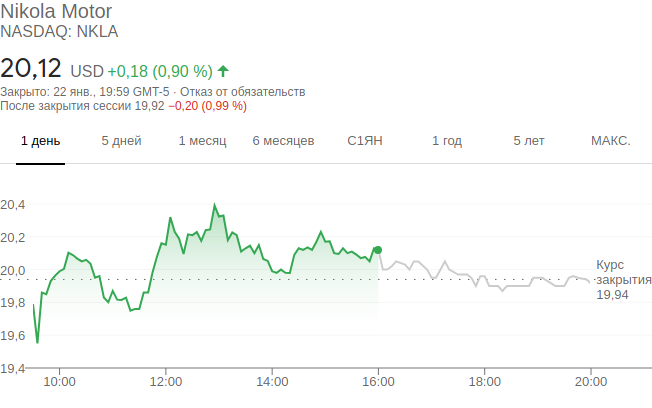 Nikola Motor
NASDAQ: NKLA
20,12 USD +0,18 (0,90 %)
Закрыто: 22 янв., 19:59 GMT-5 · Отказ от обязательств
После закрытия сессии 19,92 −0,20 (0,99 %)
1 день 5 дней 1 месяц 6 месяцев С1ЯН 1 год 5 лет МАКС.
20,4
20,2
20,0
19,8
19,6
19,4
Курс
закрытия
19,94
10:00 12:00 14:00 16:00 18:00 20:00